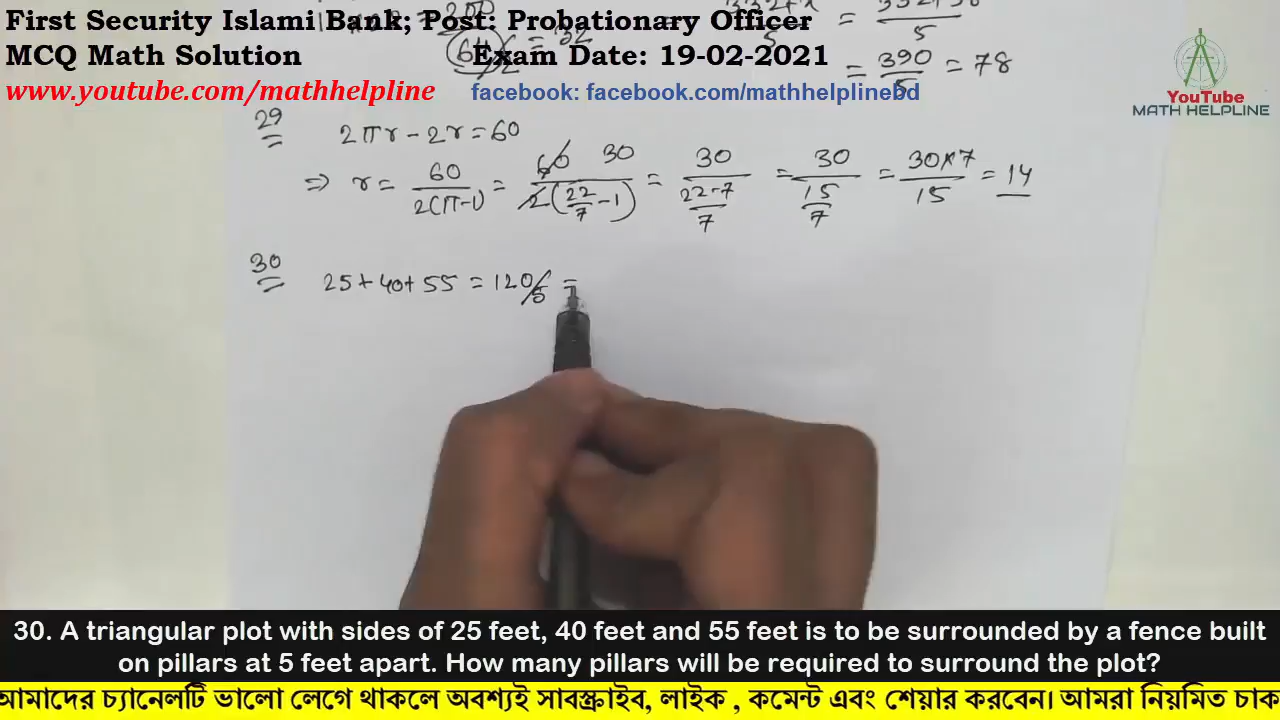 First Security Islami Bank; Post: Probationary Officer
MCQ Math Solution Exam Date: 19-02-2021
= 32
= 390/5 = 78
www.youtube.com/mathhelpline facebook: facebook.com/mathhelplinebd
YouTube
MATH HELPLINE
29 2πr - 2r = 60
⇒ r = 60/2(π-1) = 60 30/2(22/7 - 1) = 30/(22-7/7) = 30/(15/7) = 30×7/15 = 14
30 25 + 40 + 55 = 120/5 =
30. A triangular plot with sides of 25 feet, 40 feet and 55 feet is to be surrounded by a fence built
on pillars at 5 feet apart. How many pillars will be required to surround the plot?
আমাদের চ্যানেলটি ভালো লেগে থাকলে অবশ্যই সাবস্ক্রাইব, লাইক , কমেন্ট এবং শেয়ার করবেন। আমরা নিয়মিত চাক